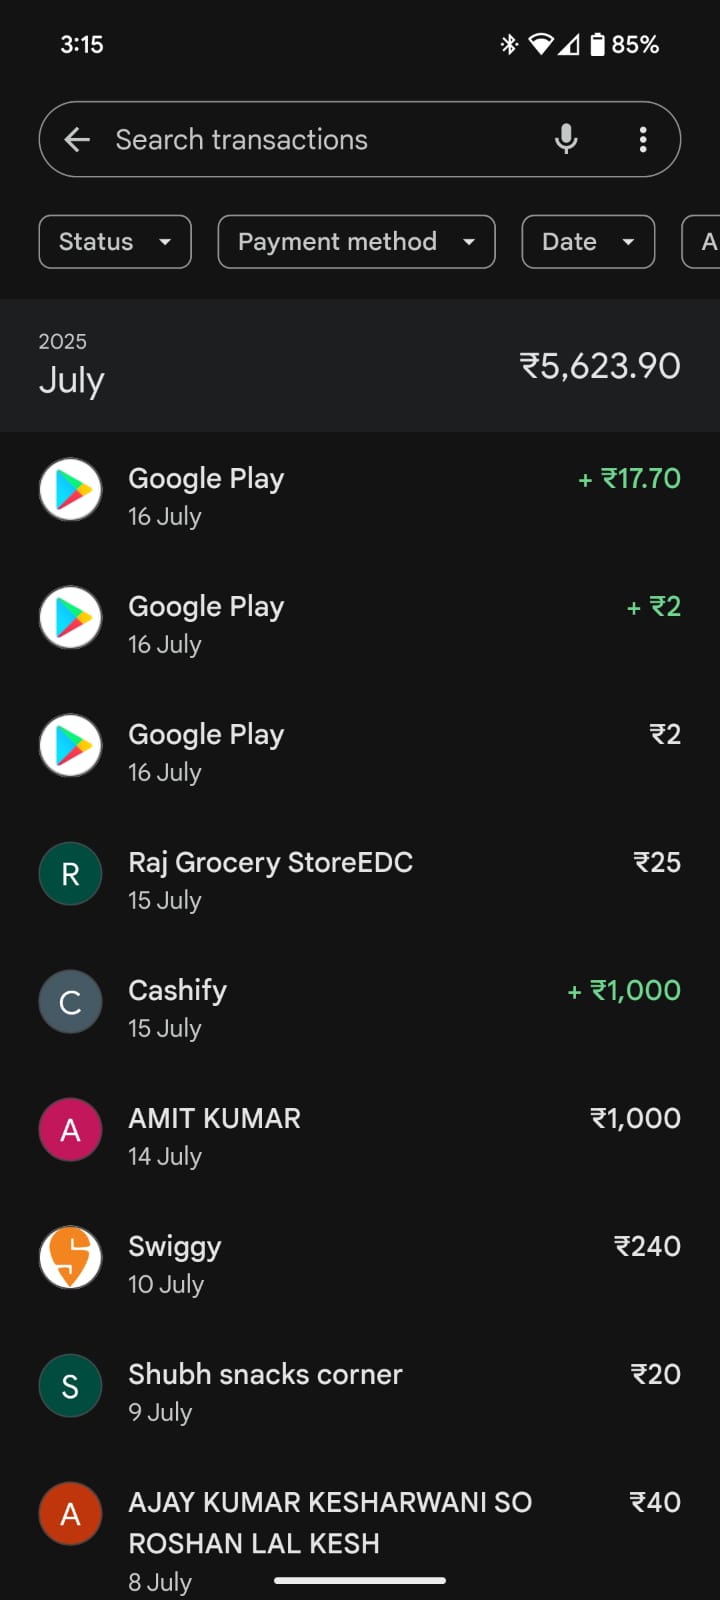 3:15
85%
Search transactions
Status
Payment method
Date
A
2025
July
₹5,623.90
Google Play
+ ₹17.70
16 July
Google Play
+ ₹2
16 July
Google Play
₹2
16 July
R
Raj Grocery StoreEDC
₹25
15 July
C
Cashify
+ ₹1,000
15 July
A
AMIT KUMAR
₹1,000
14 July
Swiggy
₹240
10 July
S
Shubh snacks corner
₹20
9 July
A
AJAY KUMAR KESHARWANI SO
₹40
ROSHAN LAL KESH
8 July